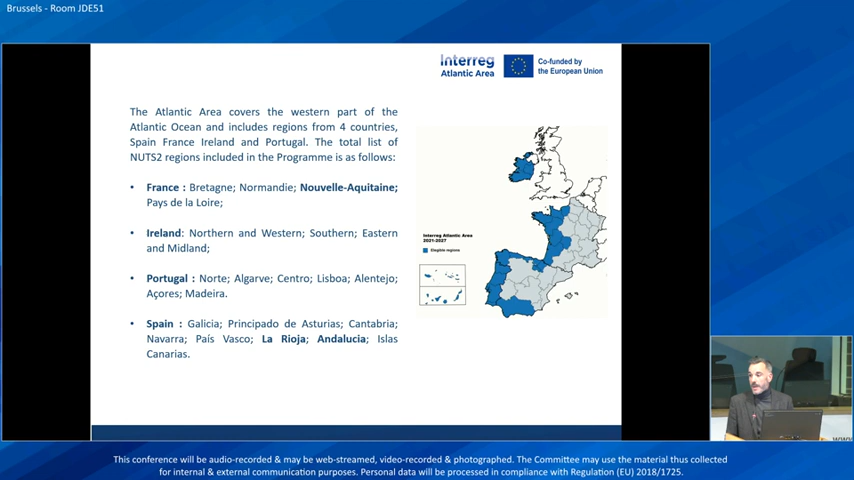 Brussels - Room JDE51
Interreg
Atlantic Area
Co-funded by
the European Union
The Atlantic Area covers the western part of the
Atlantic Ocean and includes regions from 4 countries,
Spain France Ireland and Portugal. The total list of
NUTS2 regions included in the Programme is as follows:
• France : Bretagne; Normandie; Nouvelle-Aquitaine;
Pays de la Loire;
• Ireland: Northern and Western; Southern; Eastern
and Midland;
• Portugal : Norte; Algarve; Centro; Lisboa; Alentejo;
Açores; Madeira.
• Spain : Galicia; Principado de Asturias; Cantabria;
Navarra; País Vasco; La Rioja; Andalucia; Islas
Canarias.
Interreg Atlantic Area
2021-2027
Eligible regions
This conference will be audio-recorded & may be web-streamed, video-recorded & photographed. The Committee may use the material thus collected
for internal & external communication purposes. Personal data will be processed in compliance with Regulation (EU) 2018/1725.